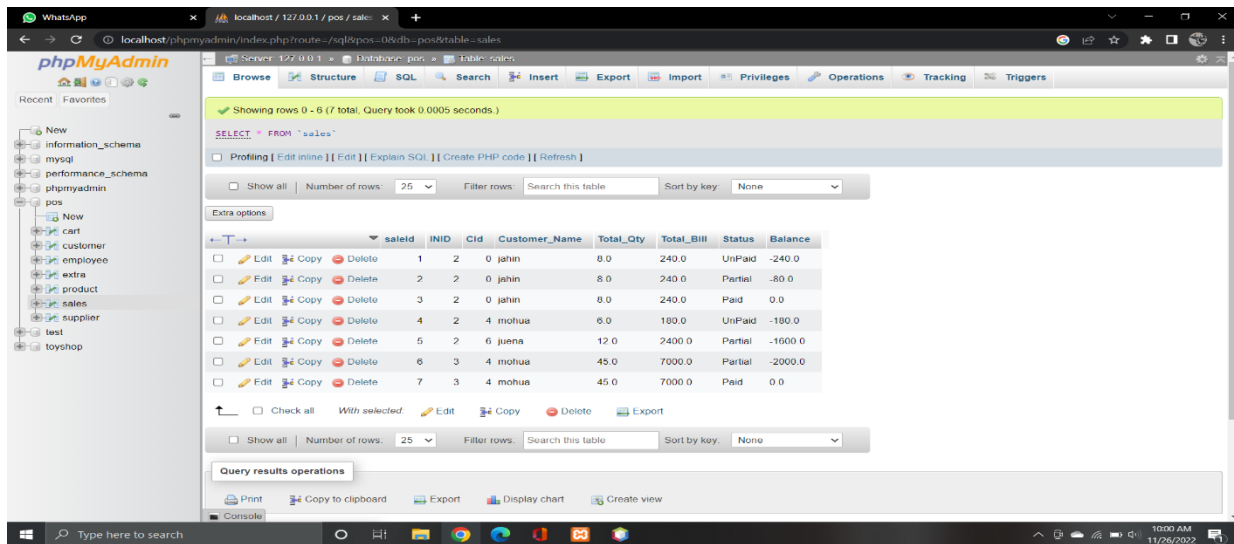 WhatsApp
localhost / 127.0.0.1 / pos / sales
localhost/phpmyadmin/index.php?route=/sql&pos=0&db=pos&table=sales
phpMyAdmin
Recent Favorites
New
information_schema
mysql
performance_schema
phpmyadmin
pos
New
cart
customer
employee
extra
product
sales
supplier
test
toyshop
Server: 127.0.0.1 » Database: pos » Table: sales
Browse Structure SQL Search Insert Export Import Privileges Operations Tracking Triggers
Showing rows 0 - 6 (7 total, Query took 0.0005 seconds.)
SELECT * FROM `sales`
Profiling [ Edit inline ] [ Edit ] [ Explain SQL ] [ Create PHP code ] [ Refresh ]
Show all | Number of rows: 25 Filter rows: Search this table Sort by key: None
Extra options
saleId INID Cid Customer_Name Total_Qty Total_Bill Status Balance
Edit Copy Delete 1 2 0 jahin 8.0 240.0 UnPaid -240.0
Edit Copy Delete 2 2 0 jahin 8.0 240.0 Partial -80.0
Edit Copy Delete 3 2 0 jahin 8.0 240.0 Paid 0.0
Edit Copy Delete 4 2 4 mohua 6.0 180.0 UnPaid -180.0
Edit Copy Delete 5 2 6 juena 12.0 2400.0 Partial -1600.0
Edit Copy Delete 6 3 4 mohua 45.0 7000.0 Partial -2000.0
Edit Copy Delete 7 3 4 mohua 45.0 7000.0 Paid 0.0
Check all With selected: Edit Copy Delete Export
Show all | Number of rows: 25 Filter rows: Search this table Sort by key: None
Query results operations
Print Copy to clipboard Export Display chart Create view
Console
Type here to search
10:00 AM
11/26/2022